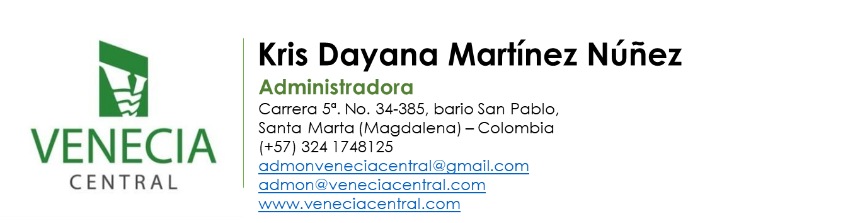 VENECIA
CENTRAL
Kris Dayana Martínez Núñez
Administradora
Carrera 5ª. No. 34-385, bario San Pablo,
Santa Marta (Magdalena) – Colombia
(+57) 324 1748125
admonveneciacentral@gmail.com
admon@veneciacentral.com
www.veneciacentral.com